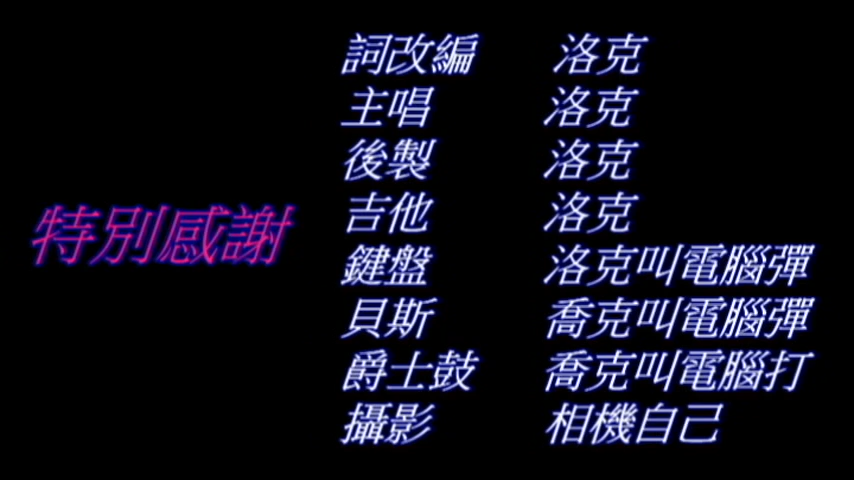 特別感謝
詞改編 洛克
主唱 洛克
後製 洛克
吉他 洛克
鍵盤 洛克叫電腦彈
貝斯 喬克叫電腦彈
爵士鼓 喬克叫電腦打
攝影 相機自己